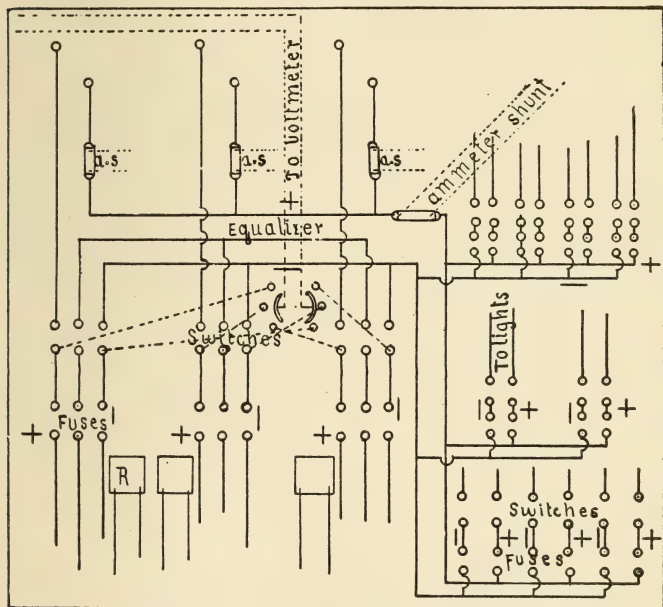 To Voltmeter
+
ammeter shunt
a.s
a.s
a.s
Equalizer
−
+
−
Switches
To lights
Fuses
−
−
−
+
+
+
−
+
−
+
R
Switches
−
+
−
+
−
+
Fuses